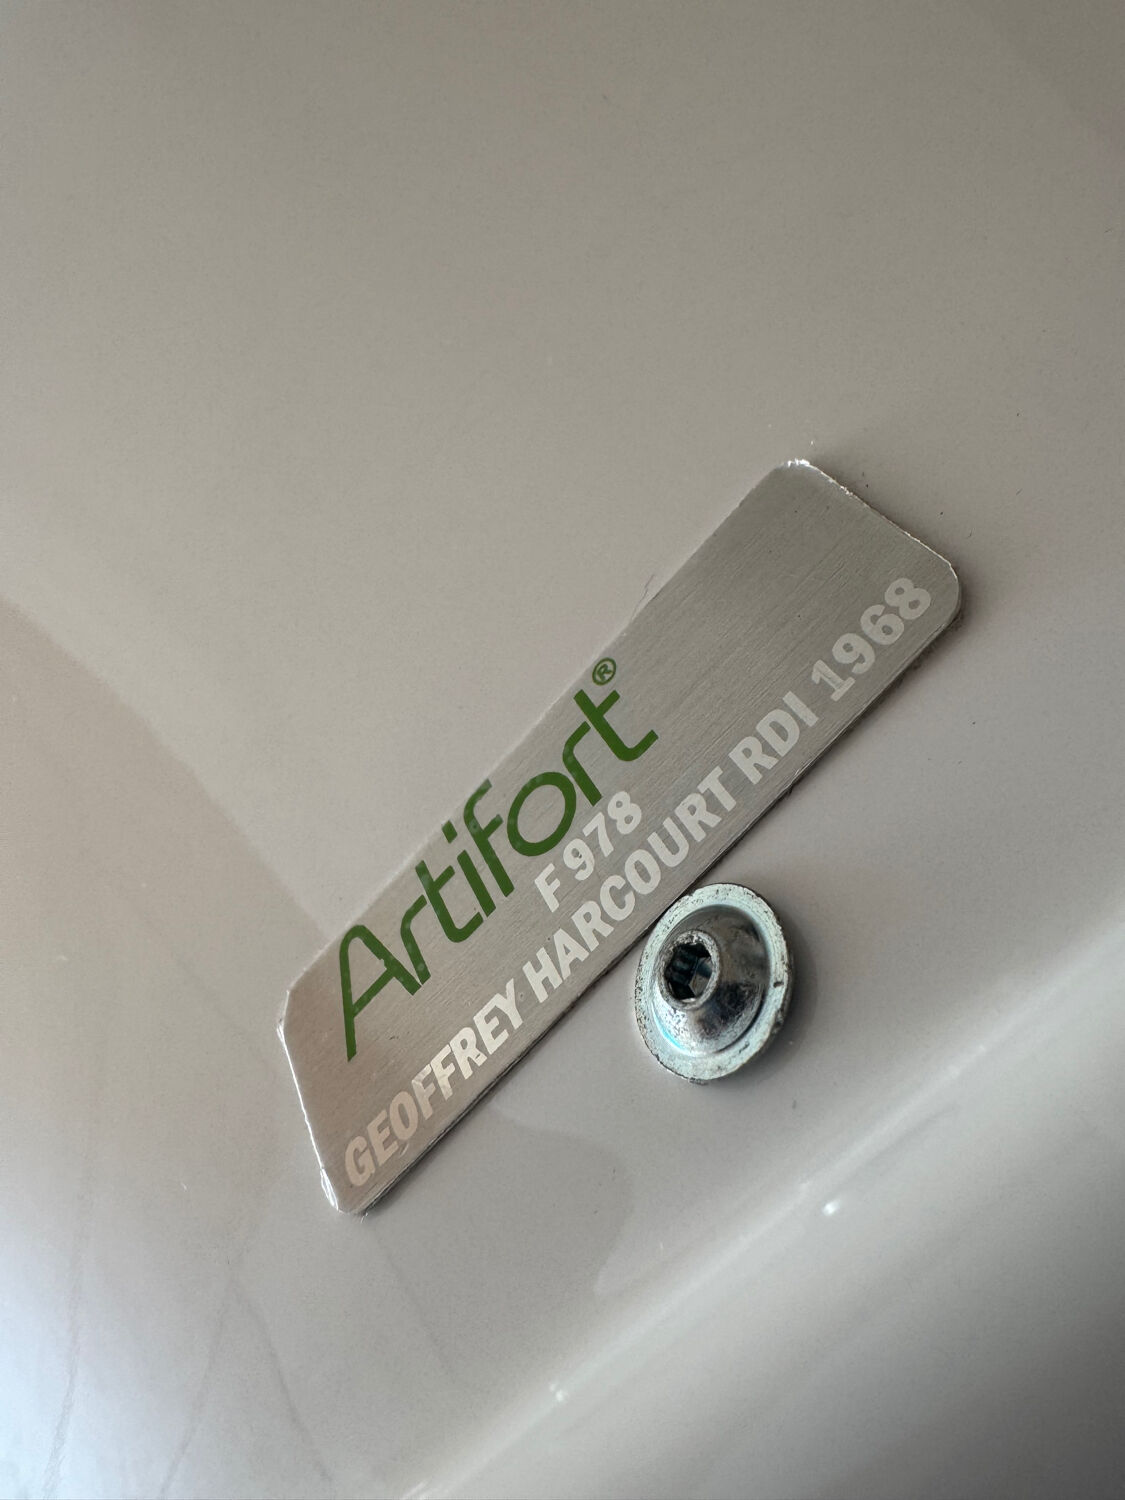 Artifort®
F 978
GEOFFREY HARCOURT RDI 1968